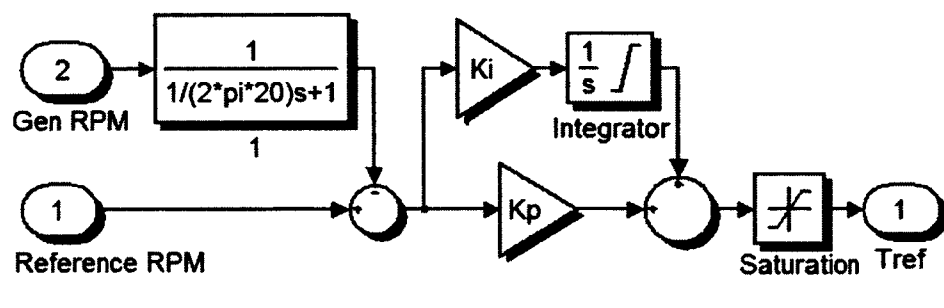 2
Gen RPM
1
1/(2*pi*20)s+1
1
Ki
1
s
Integrator
1
Reference RPM
Kp
Saturation
1
Tref